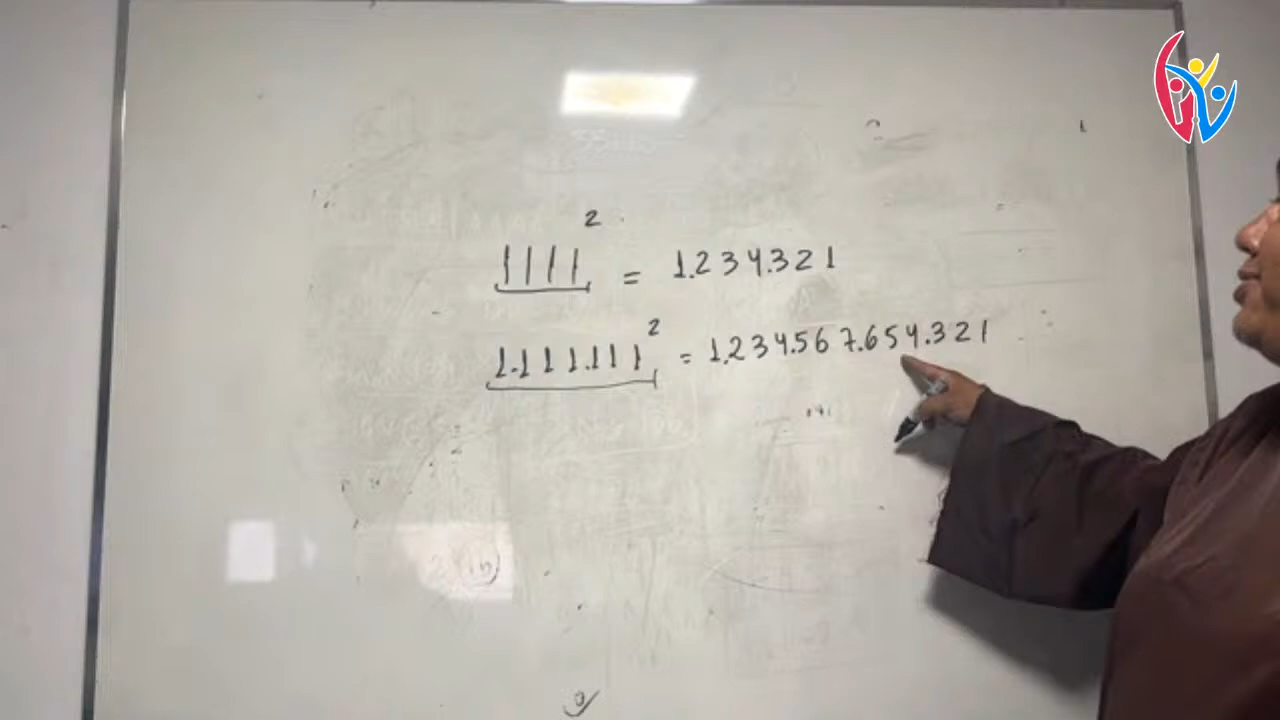 1111² = 1.234.321
1.111.111² = 1.234.567.654.321